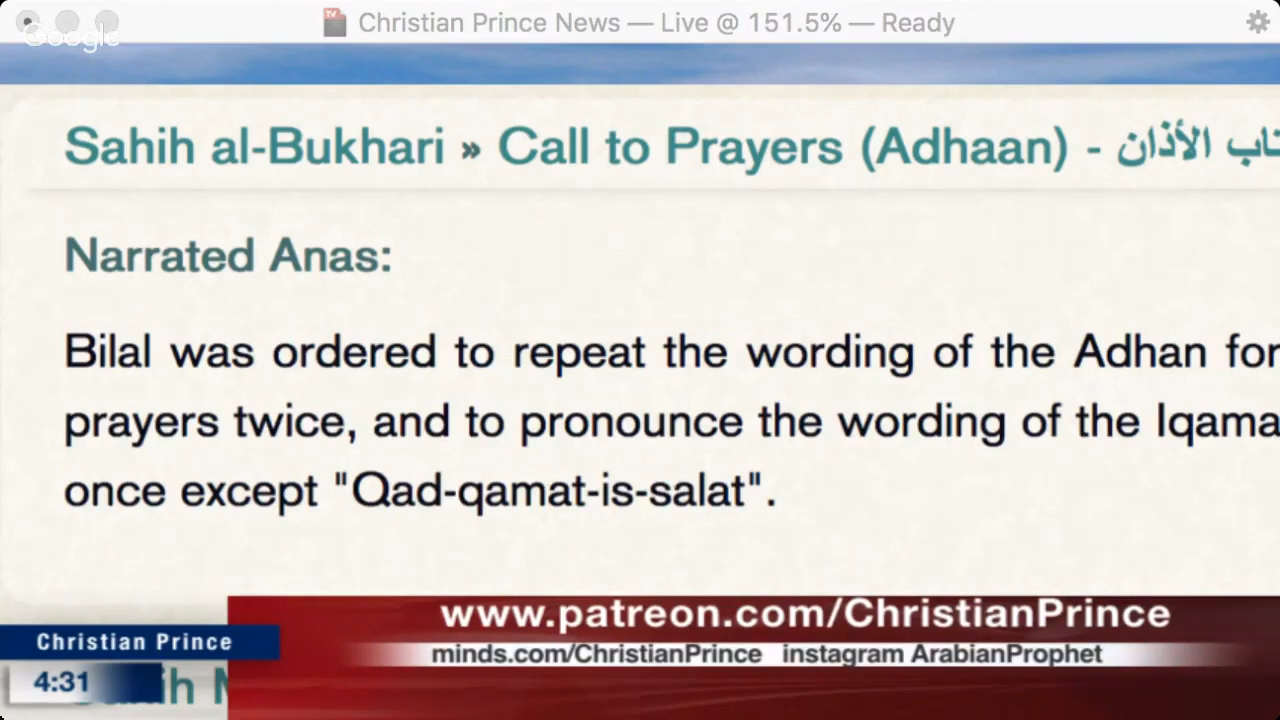 Christian Prince News — Live @ 151.5% — Ready
Google
Sahih al-Bukhari » Call to Prayers (Adhaan) - كتاب الأذان
Narrated Anas:
Bilal was ordered to repeat the wording of the Adhan for
prayers twice, and to pronounce the wording of the Iqama
once except "Qad-qamat-is-salat".
www.patreon.com/ChristianPrince
Christian Prince
minds.com/ChristianPrince instagram ArabianProphet
4:31